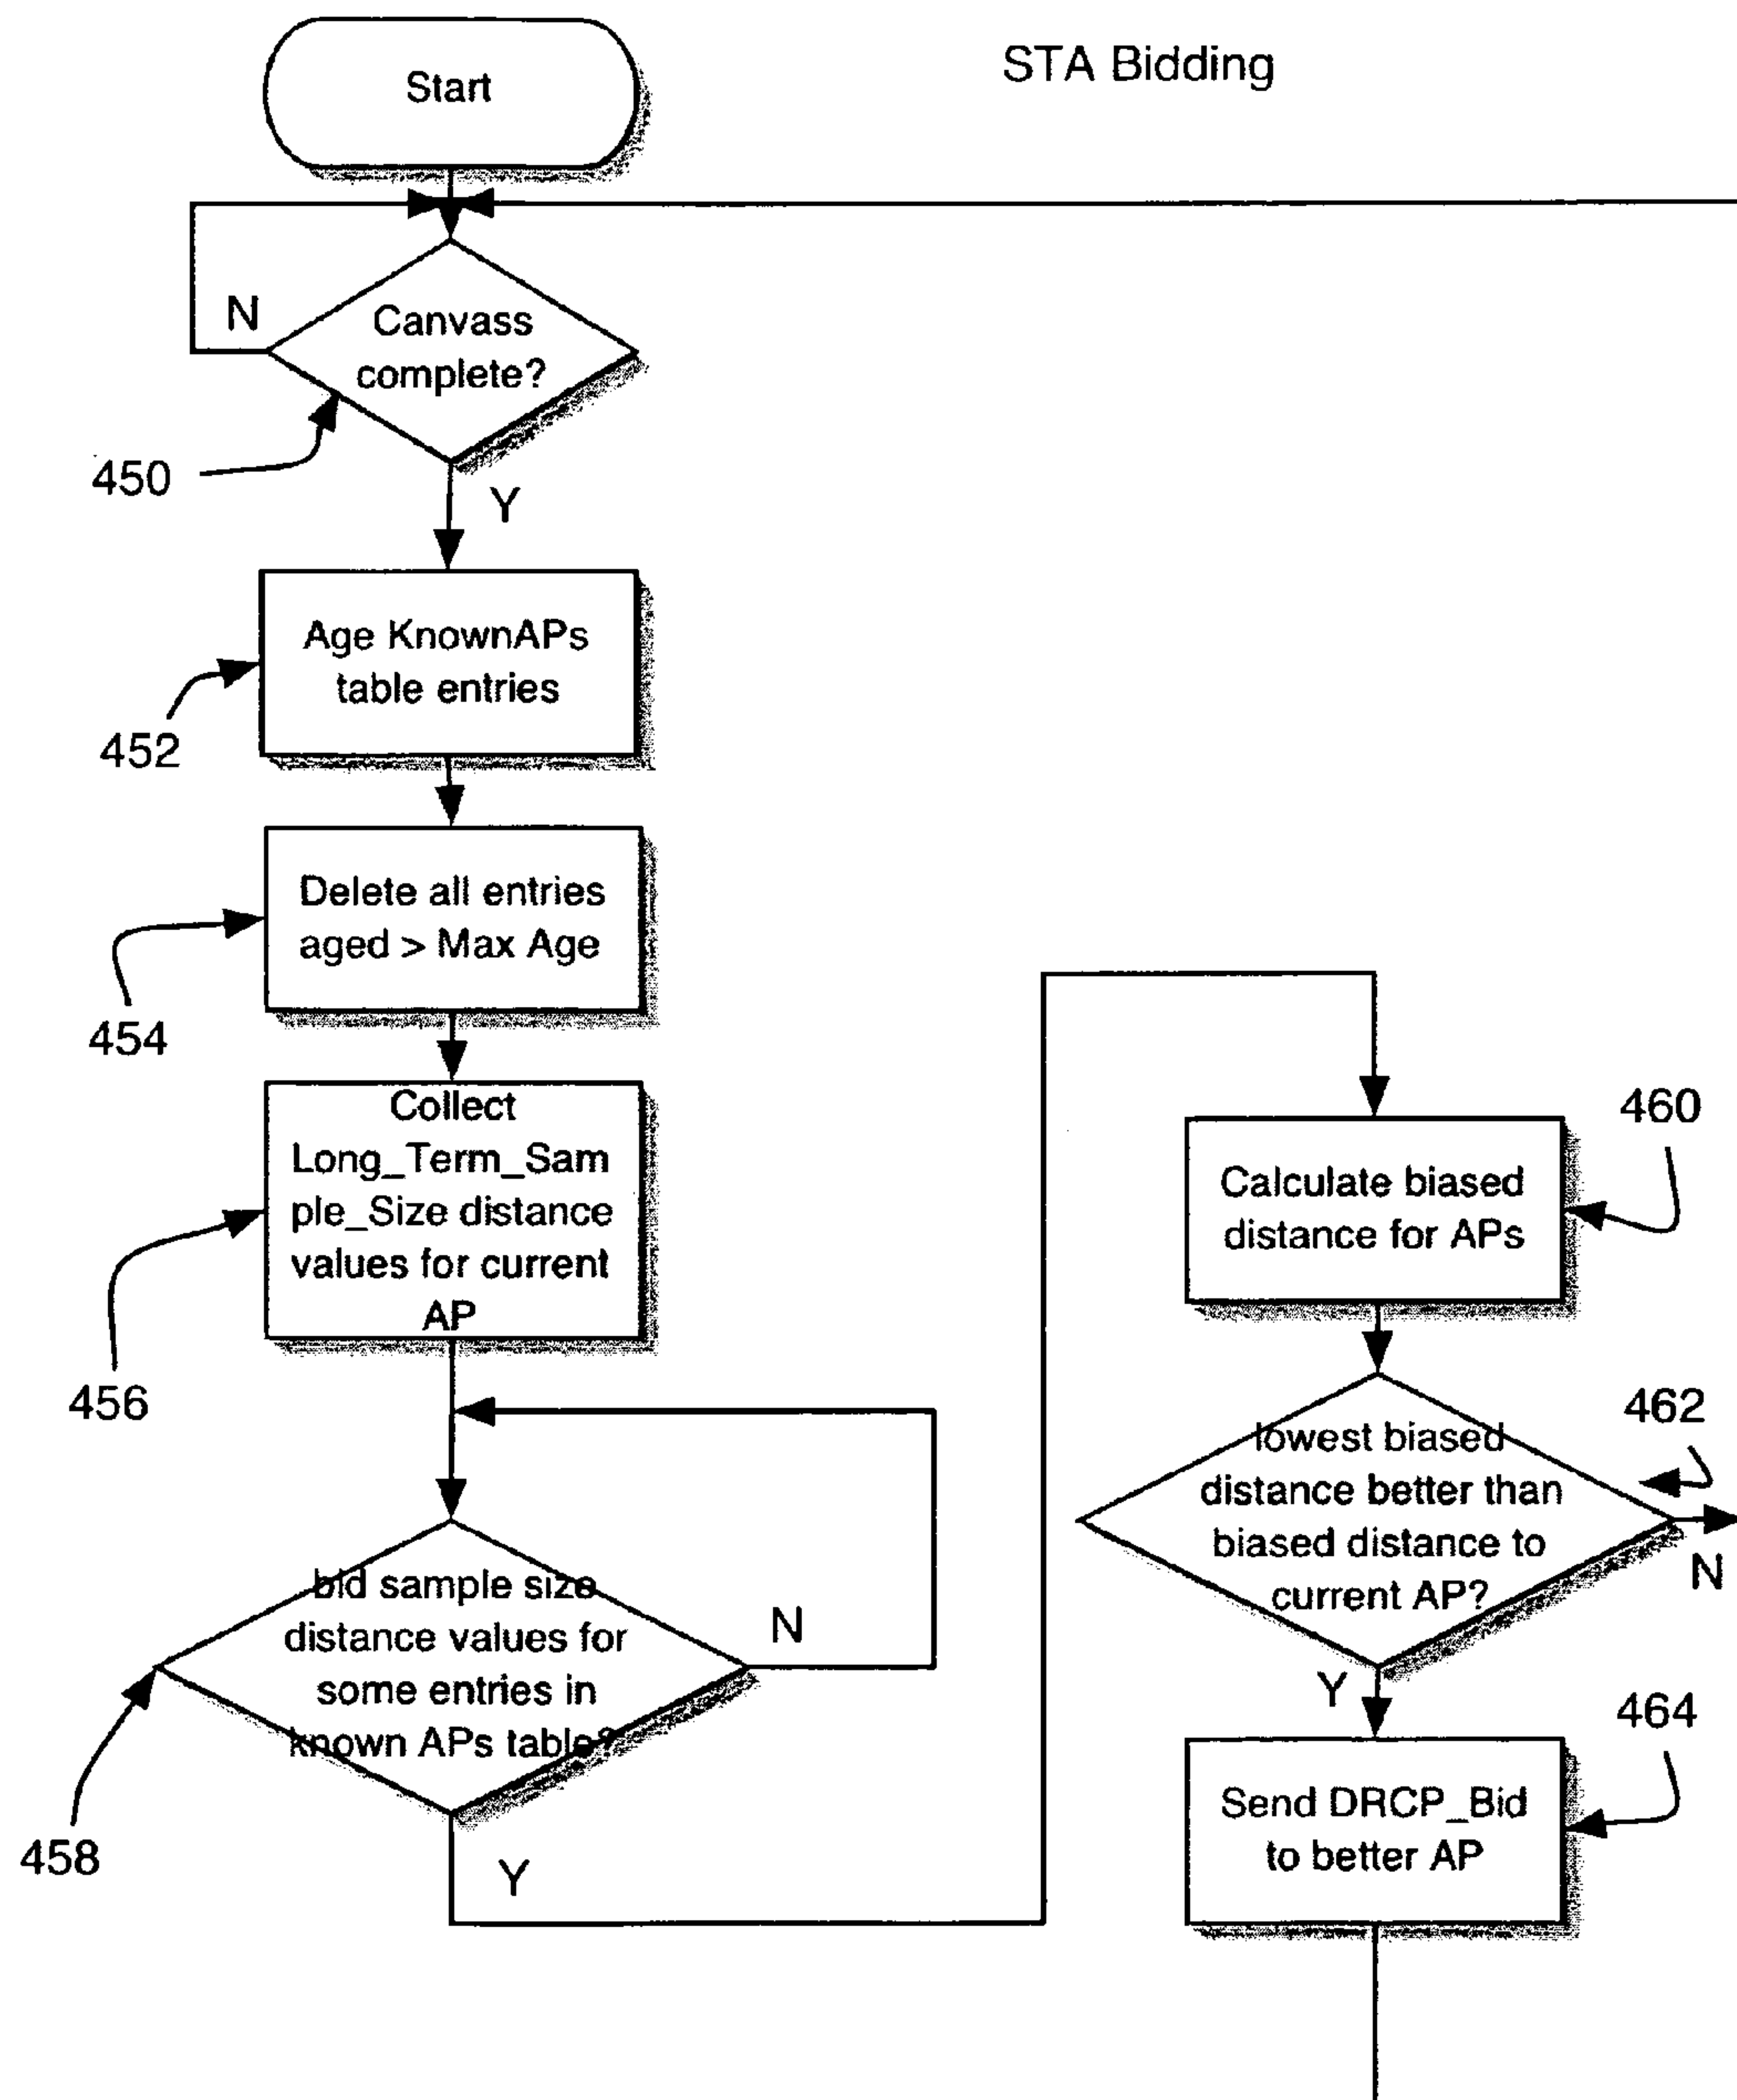 Start
STA Bidding
N
Canvass
complete?
450
Y
Age KnownAPs
table entries
452
Delete all entries
aged > Max Age
454
Collect
Long_Term_Sam
ple_Size distance
values for current
AP
456
bid sample size
distance values for
some entries in
known APs table?
N
458
Y
460
Calculate biased
distance for APs
462
lowest biased
distance better than
biased distance to
current AP?
N
Y
464
Send DRCP_Bid
to better AP